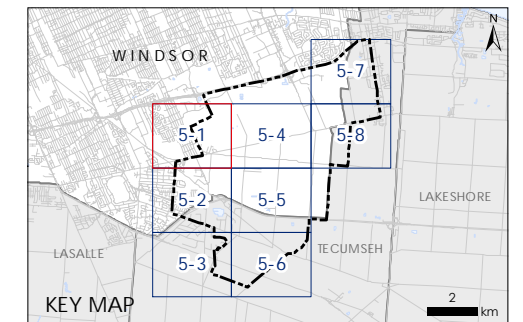 N
WINDSOR
5-7
5-1
5-4
5-8
5-2
5-5
LAKESHORE
LASALLE
TECUMSEH
5-3
5-6
KEY MAP
2
km